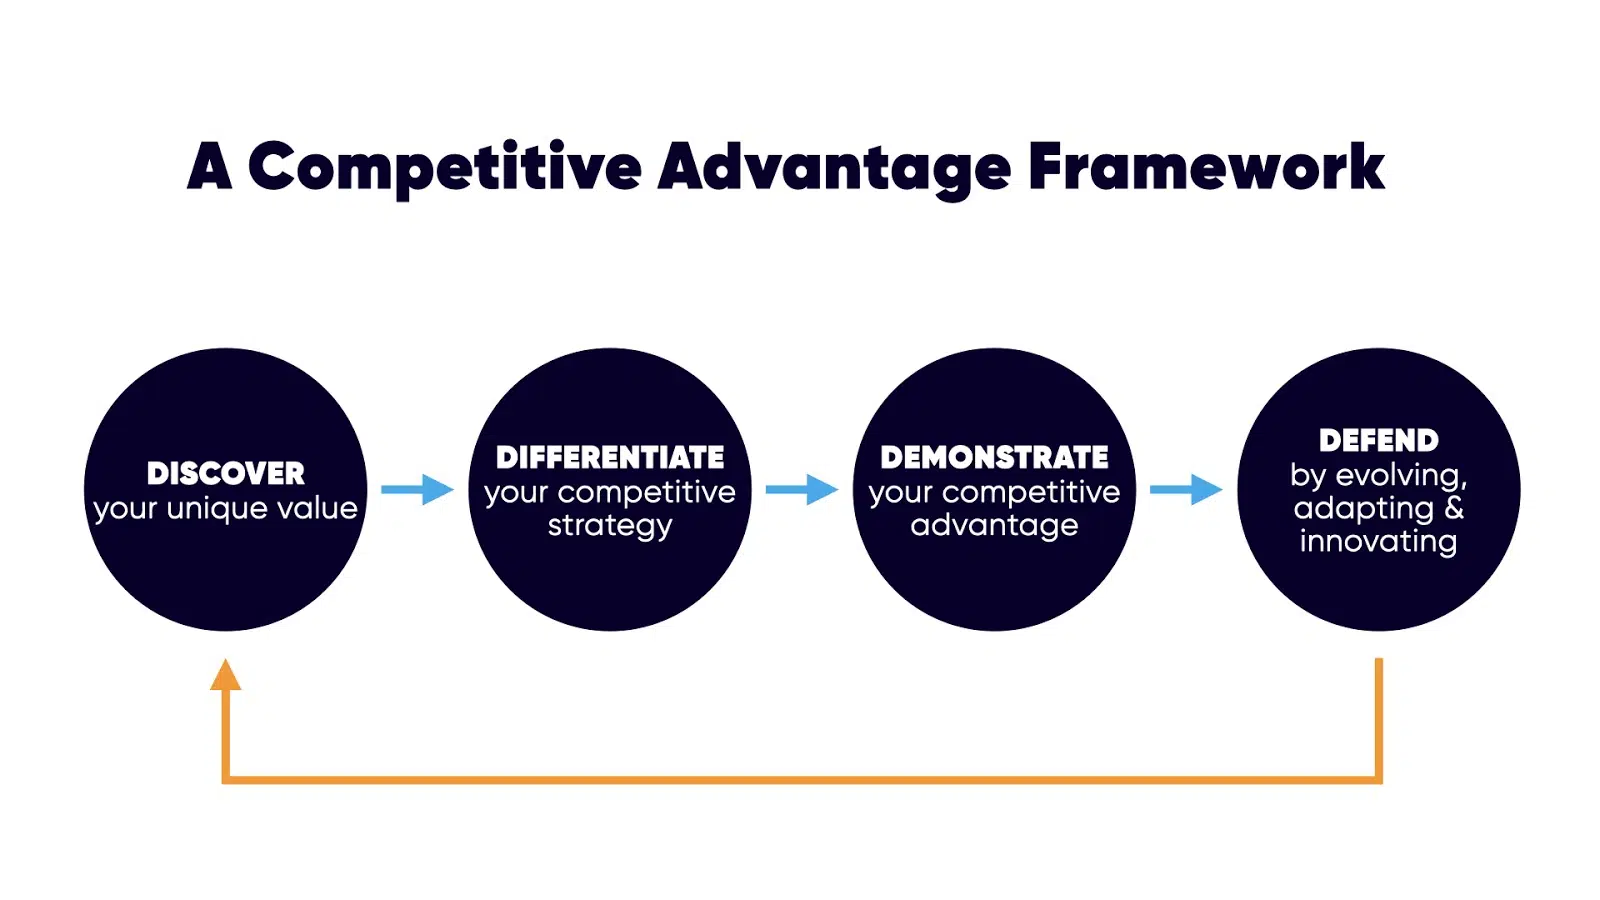 A Competitive Advantage Framework
DISCOVER
your unique value
DIFFERENTIATE
your competitive
strategy
DEMONSTRATE
your competitive
advantage
DEFEND
by evolving,
adapting &
innovating